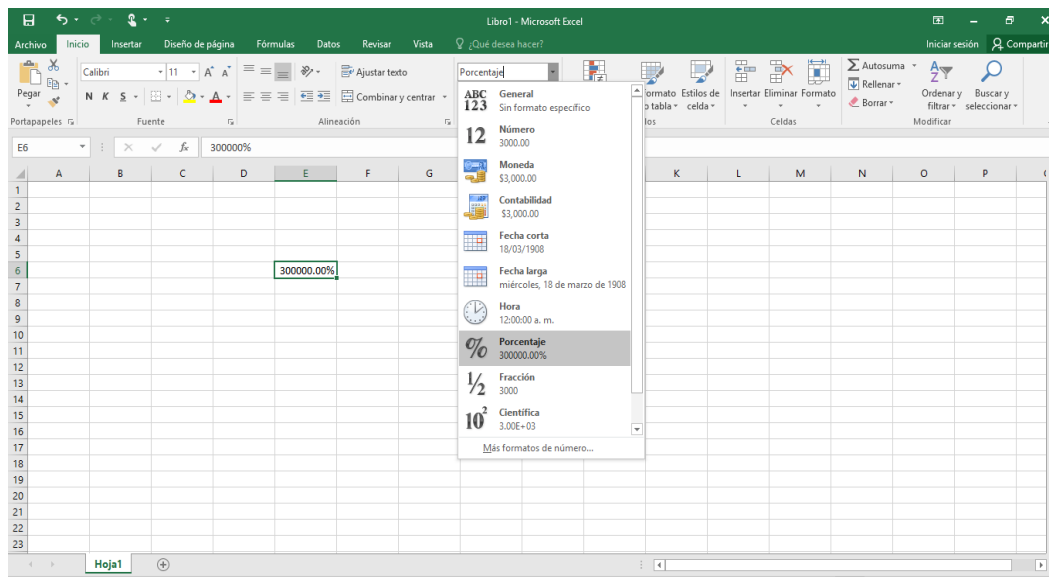 Libro1 - Microsoft Excel
Archivo Inicio Insertar Diseño de página Fórmulas Datos Revisar Vista ¿Qué desea hacer? Iniciar sesión Compartir
Pegar
Calibri 11 A A
N K S A
Ajustar texto
Combinar y centrar
Porcentaje
ormato Estilos de
o tabla celda
Insertar Eliminar Formato
Autosuma
Rellenar
Borrar
Ordenar y
filtrar
Buscar y
seleccionar
Portapapeles Fuente Alineación los Celdas Modificar
E6 fx 300000%
A B C D E F G K L M N O P
1
2
3
4
5
6 300000.00%
7
8
9
10
11
12
13
14
15
16
17
18
19
20
21
22
23
ABC
123
General
Sin formato específico
12
Número
3000.00
Moneda
$3,000.00
Contabilidad
$3,000.00
Fecha corta
18/03/1908
Fecha larga
miércoles, 18 de marzo de 1908
Hora
12:00:00 a. m.
%
Porcentaje
300000.00%
1/2
Fracción
3000
10²
Científica
3.00E+03
Más formatos de número...
Hoja1